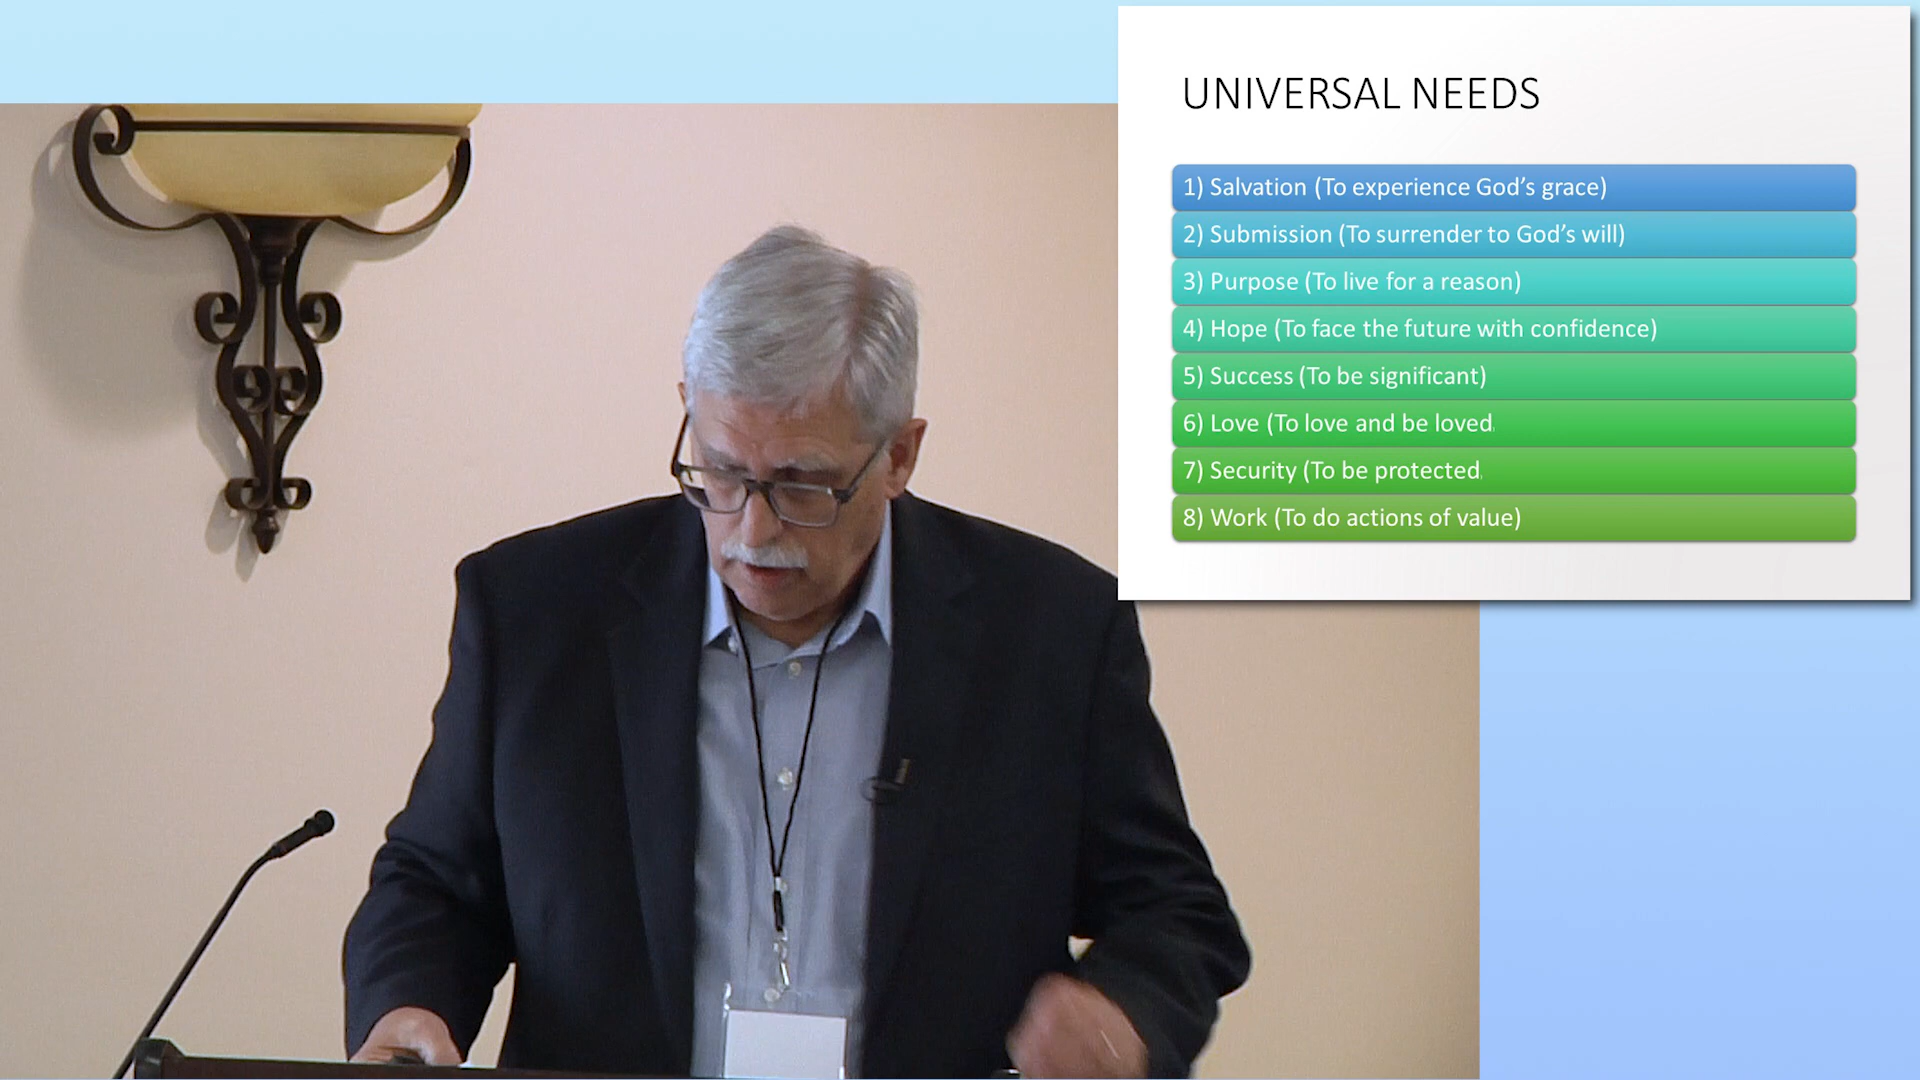 UNIVERSAL NEEDS
1) Salvation (To experience God’s grace)
2) Submission (To surrender to God’s will)
3) Purpose (To live for a reason)
4) Hope (To face the future with confidence)
5) Success (To be significant)
6) Love (To love and be loved)
7) Security (To be protected)
8) Work (To do actions of value)